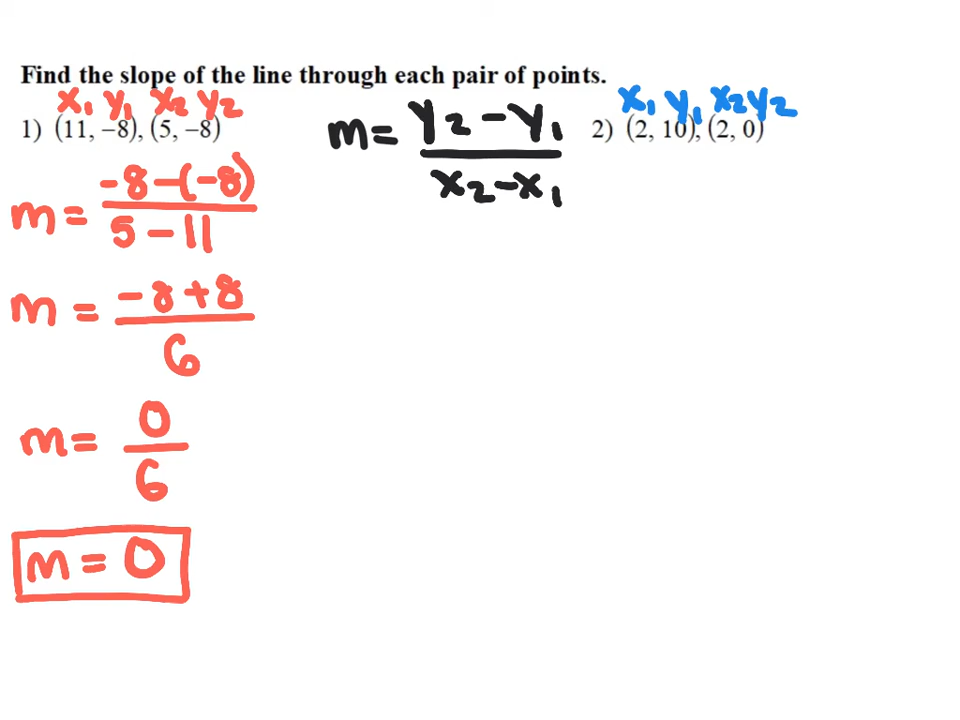 Find the slope of the line through each pair of points.
x₁ y₁ x₂ y₂
1) (11, −8), (5, −8)
m = (-8 - (-8)) / (5 - 11)
m = (-8 + 8) / 6
m = 0 / 6
m = 0
m = (y₂ - y₁) / (x₂ - x₁)
x₁ y₁ x₂ y₂
2) (2, 10), (2, 0)